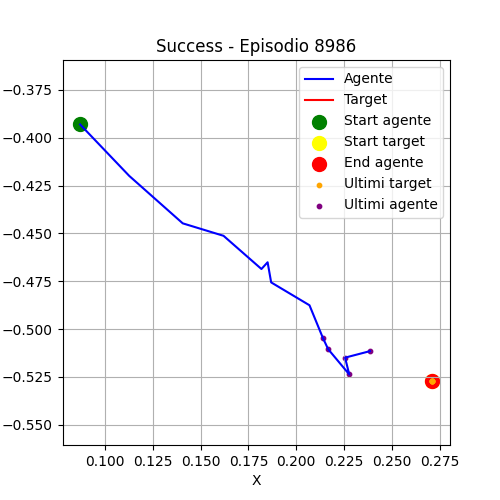 Success - Episodio 8986
Agente
Target
Start agente
Start target
End agente
Ultimi target
Ultimi agente
−0.375
−0.400
−0.425
−0.450
−0.475
−0.500
−0.525
−0.550
0.100 0.125 0.150 0.175 0.200 0.225 0.250 0.275
X